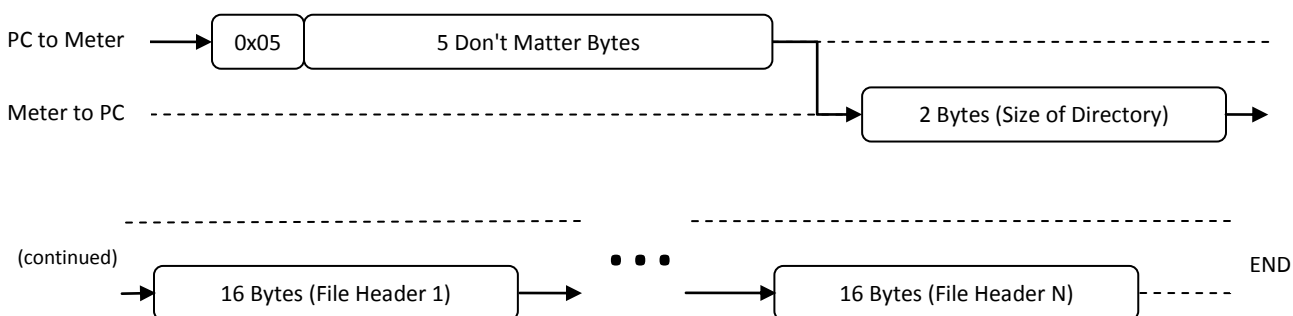 PC to Meter 0x05 5 Don't Matter Bytes
Meter to PC 2 Bytes (Size of Directory)
(continued) 16 Bytes (File Header 1) ... 16 Bytes (File Header N) END